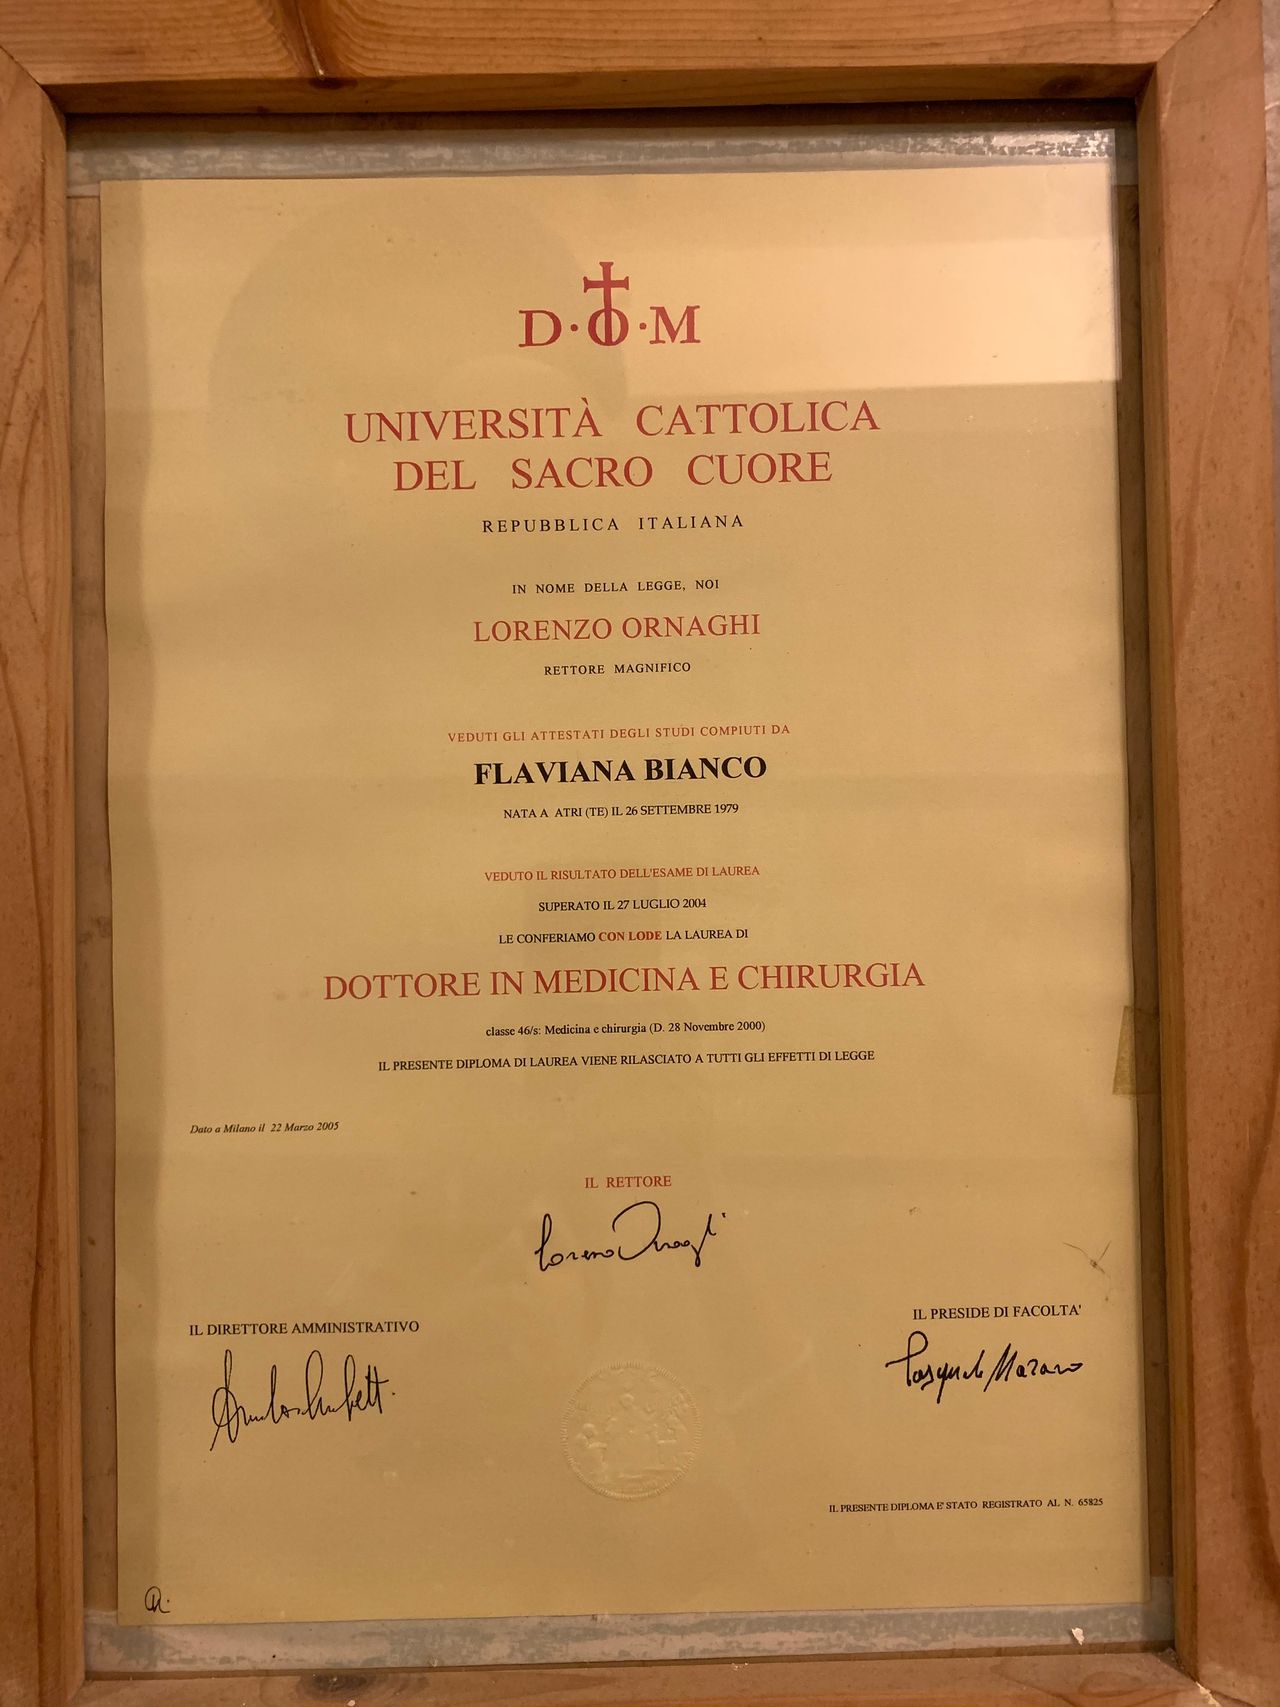 D·O·M
UNIVERSITÀ CATTOLICA
DEL SACRO CUORE
REPUBBLICA ITALIANA
IN NOME DELLA LEGGE, NOI
LORENZO ORNAGHI
RETTORE MAGNIFICO
VEDUTI GLI ATTESTATI DEGLI STUDI COMPIUTI DA
FLAVIANA BIANCO
NATA A ATRI (TE) IL 26 SETTEMBRE 1979
VEDUTO IL RISULTATO DELL'ESAME DI LAUREA
SUPERATO IL 27 LUGLIO 2004
LE CONFERIAMO CON LODE LA LAUREA DI
DOTTORE IN MEDICINA E CHIRURGIA
classe 46/s: Medicina e chirurgia (D. 28 Novembre 2000)
IL PRESENTE DIPLOMA DI LAUREA VIENE RILASCIATO A TUTTI GLI EFFETTI DI LEGGE
Dato a Milano il 22 Marzo 2005
IL RETTORE
Lorenzo Ornaghi
IL DIRETTORE AMMINISTRATIVO
IL PRESIDE DI FACOLTA'
IL PRESENTE DIPLOMA E' STATO REGISTRATO AL N. 65825